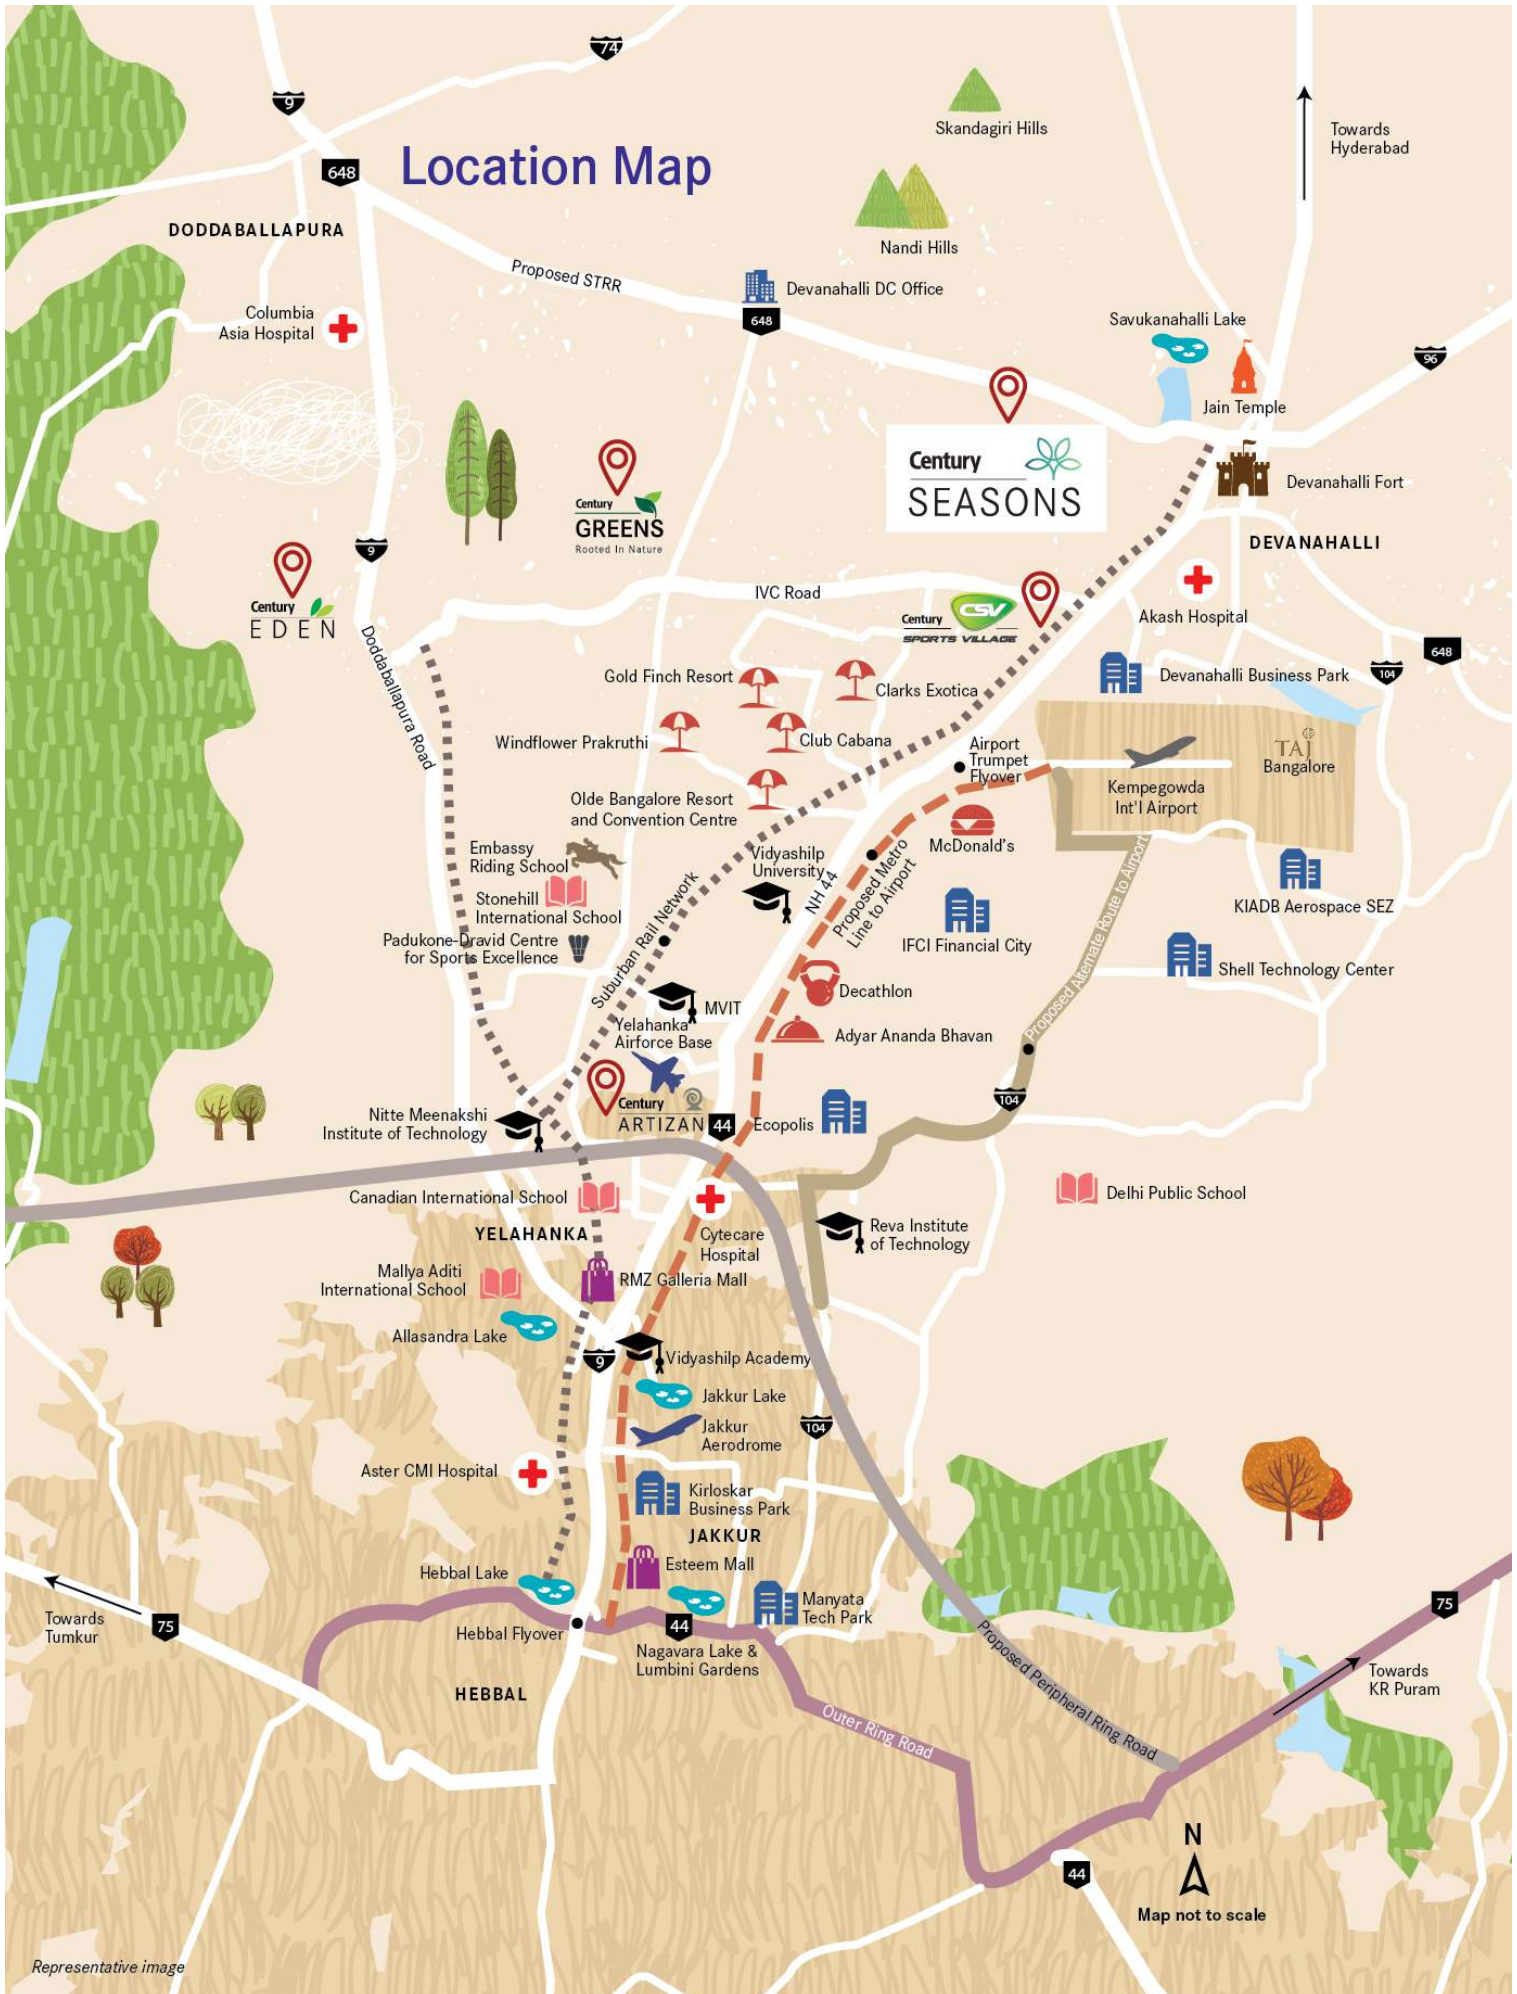 74
9
Skandagiri Hills
Towards
Hyderabad
Location Map
648
DODDABALLAPURA
Nandi Hills
Proposed STRR
Devanahalli DC Office
648
Columbia
Asia Hospital
Savukanahalli Lake
96
Jain Temple
Century
SEASONS
Devanahalli Fort
Century
GREENS
Rooted In Nature
DEVANAHALLI
9
Century
EDEN
IVC Road
Century
CSV
SPORTS VILLAGE
Akash Hospital
648
104
Doddaballapura Road
Gold Finch Resort
Clarks Exotica
Devanahalli Business Park
Windflower Prakruthi
Club Cabana
Airport
Trumpet
Flyover
TAJ
Bangalore
Kempegowda
Int'l Airport
Olde Bangalore Resort
and Convention Centre
McDonald's
Embassy
Riding School
Vidyashilp
University
NH 44
Proposed Metro
Line to Airport
Stonehill
International School
KIADB Aerospace SEZ
Padukone-Dravid Centre
for Sports Excellence
Suburban Rail Network
IFCI Financial City
Proposed Alternate Route to Airport
Shell Technology Center
Decathlon
MVIT
Yelahanka
Airforce Base
Adyar Ananda Bhavan
104
Century
ARTIZAN
44
Ecopolis
Nitte Meenakshi
Institute of Technology
Canadian International School
Delhi Public School
YELAHANKA
Cytecare
Hospital
Reva Institute
of Technology
Mallya Aditi
International School
RMZ Galleria Mall
Allasandra Lake
9
Vidyashilp Academy
Jakkur Lake
Jakkur
Aerodrome
104
Aster CMI Hospital
Kirloskar
Business Park
JAKKUR
Esteem Mall
Hebbal Lake
Manyata
Tech Park
Towards
Tumkur
75
Hebbal Flyover
44
Nagavara Lake &
Lumbini Gardens
75
Proposed Peripheral Ring Road
Towards
KR Puram
HEBBAL
Outer Ring Road
N
44
Map not to scale
Representative image